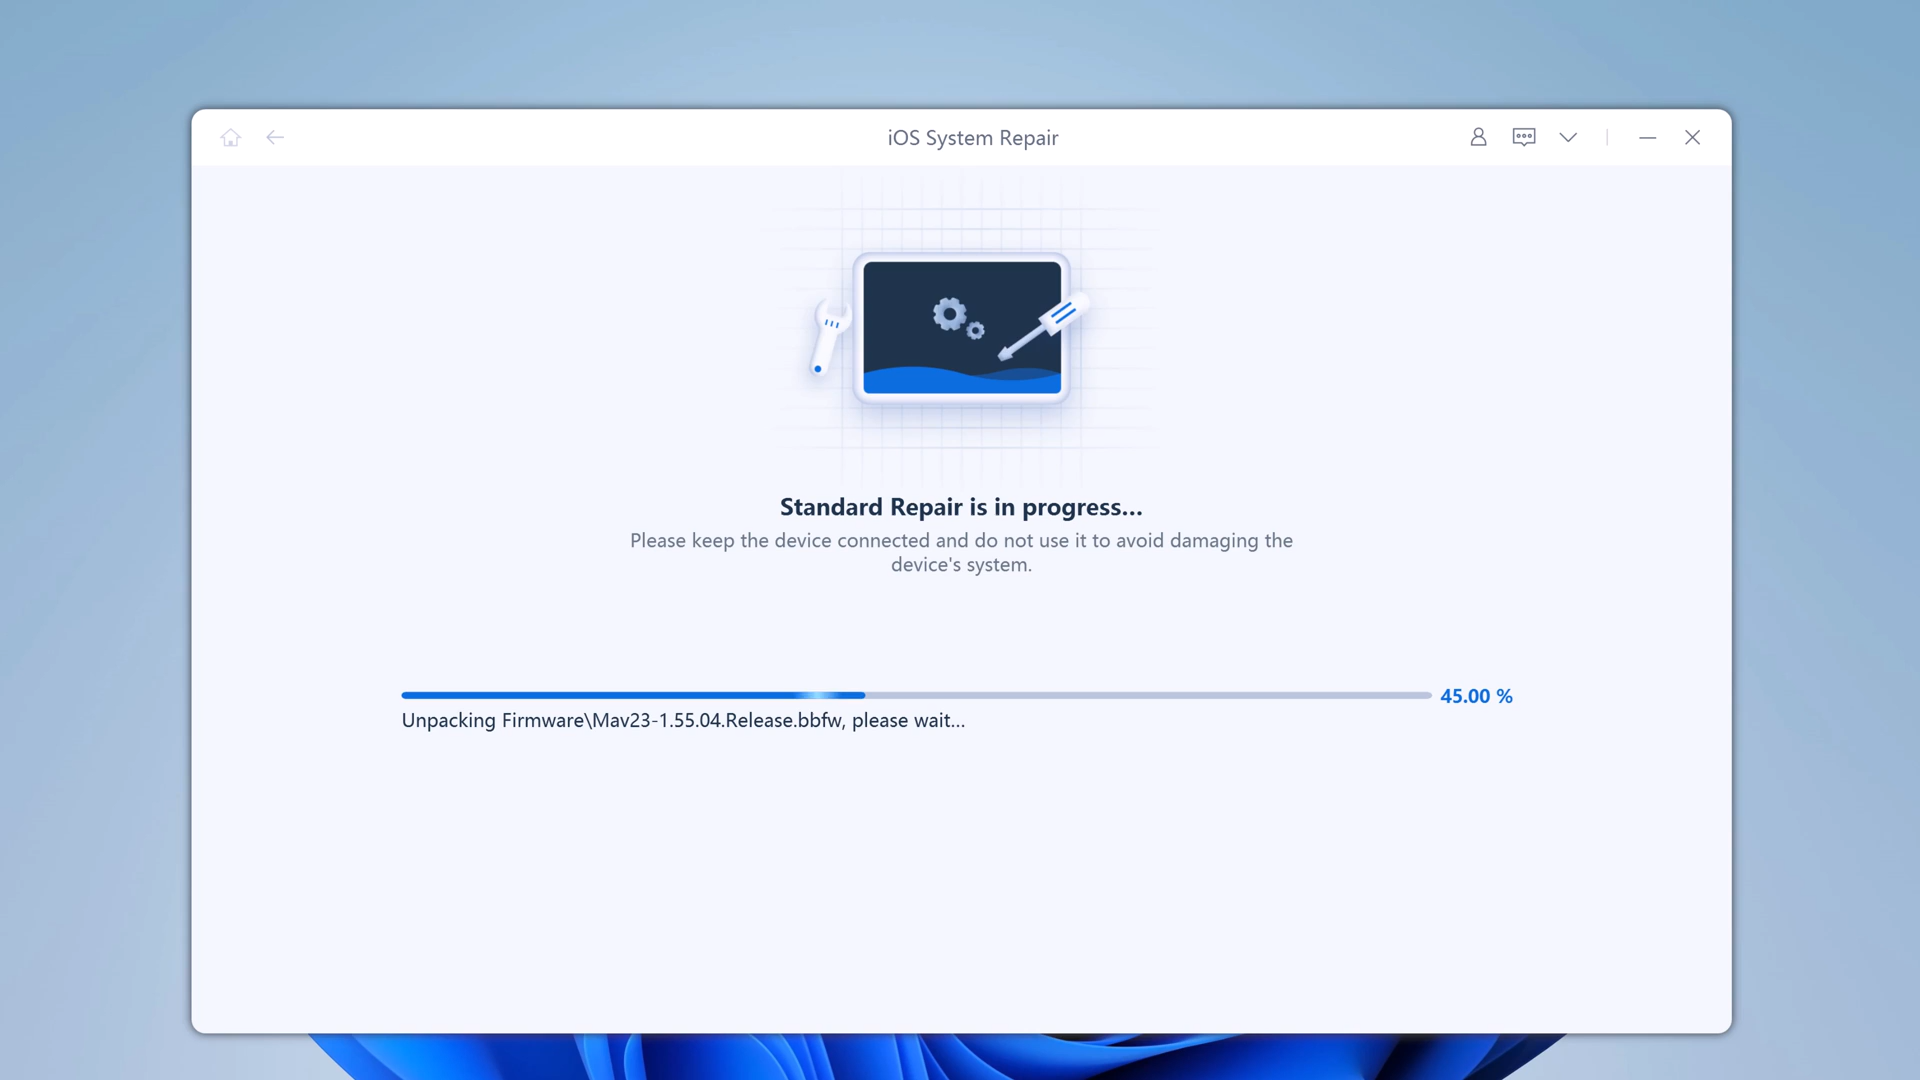 iOS System Repair
Standard Repair is in progress...
Please keep the device connected and do not use it to avoid damaging the
device's system.
45.00 %
Unpacking Firmware\Mav23-1.55.04.Release.bbfw, please wait...